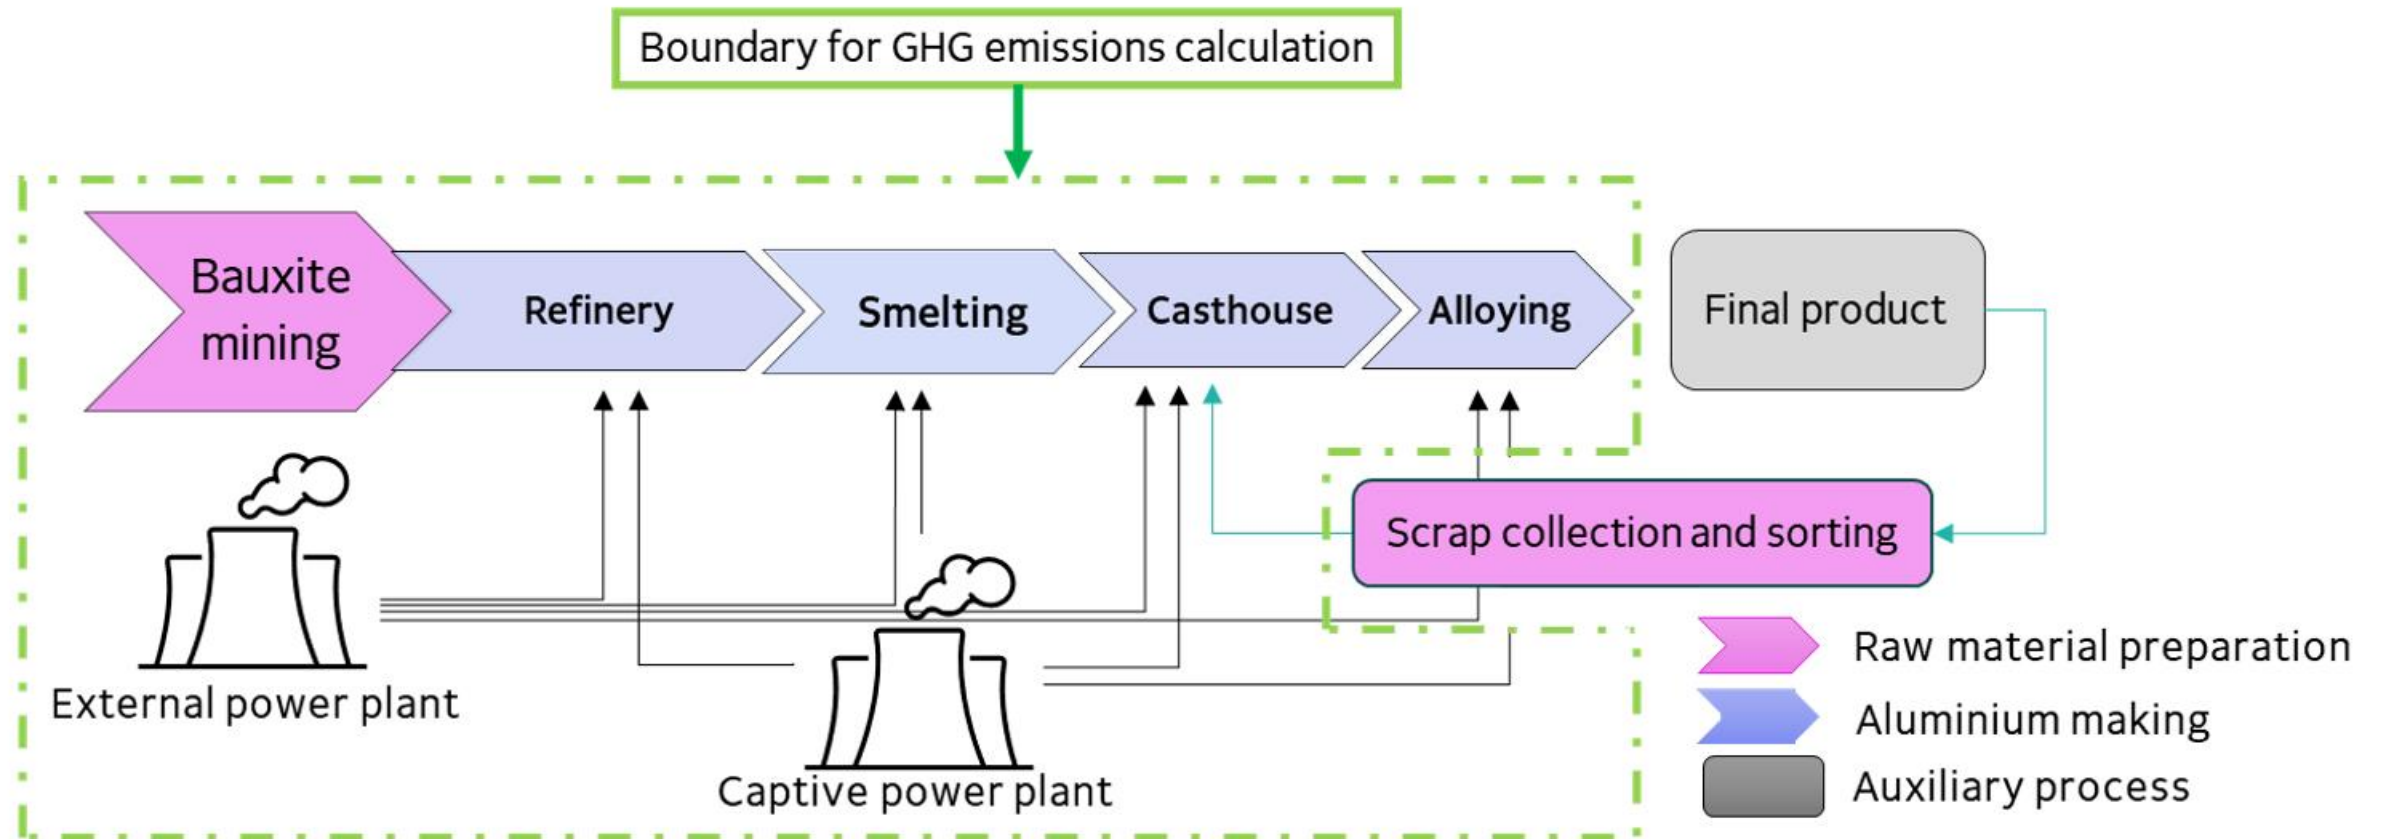 Boundary for GHG emissions calculation
Bauxite
mining
Refinery
Smelting
Casthouse
Alloying
Final product
Scrap collection and sorting
External power plant
Captive power plant
Raw material preparation
Aluminium making
Auxiliary process